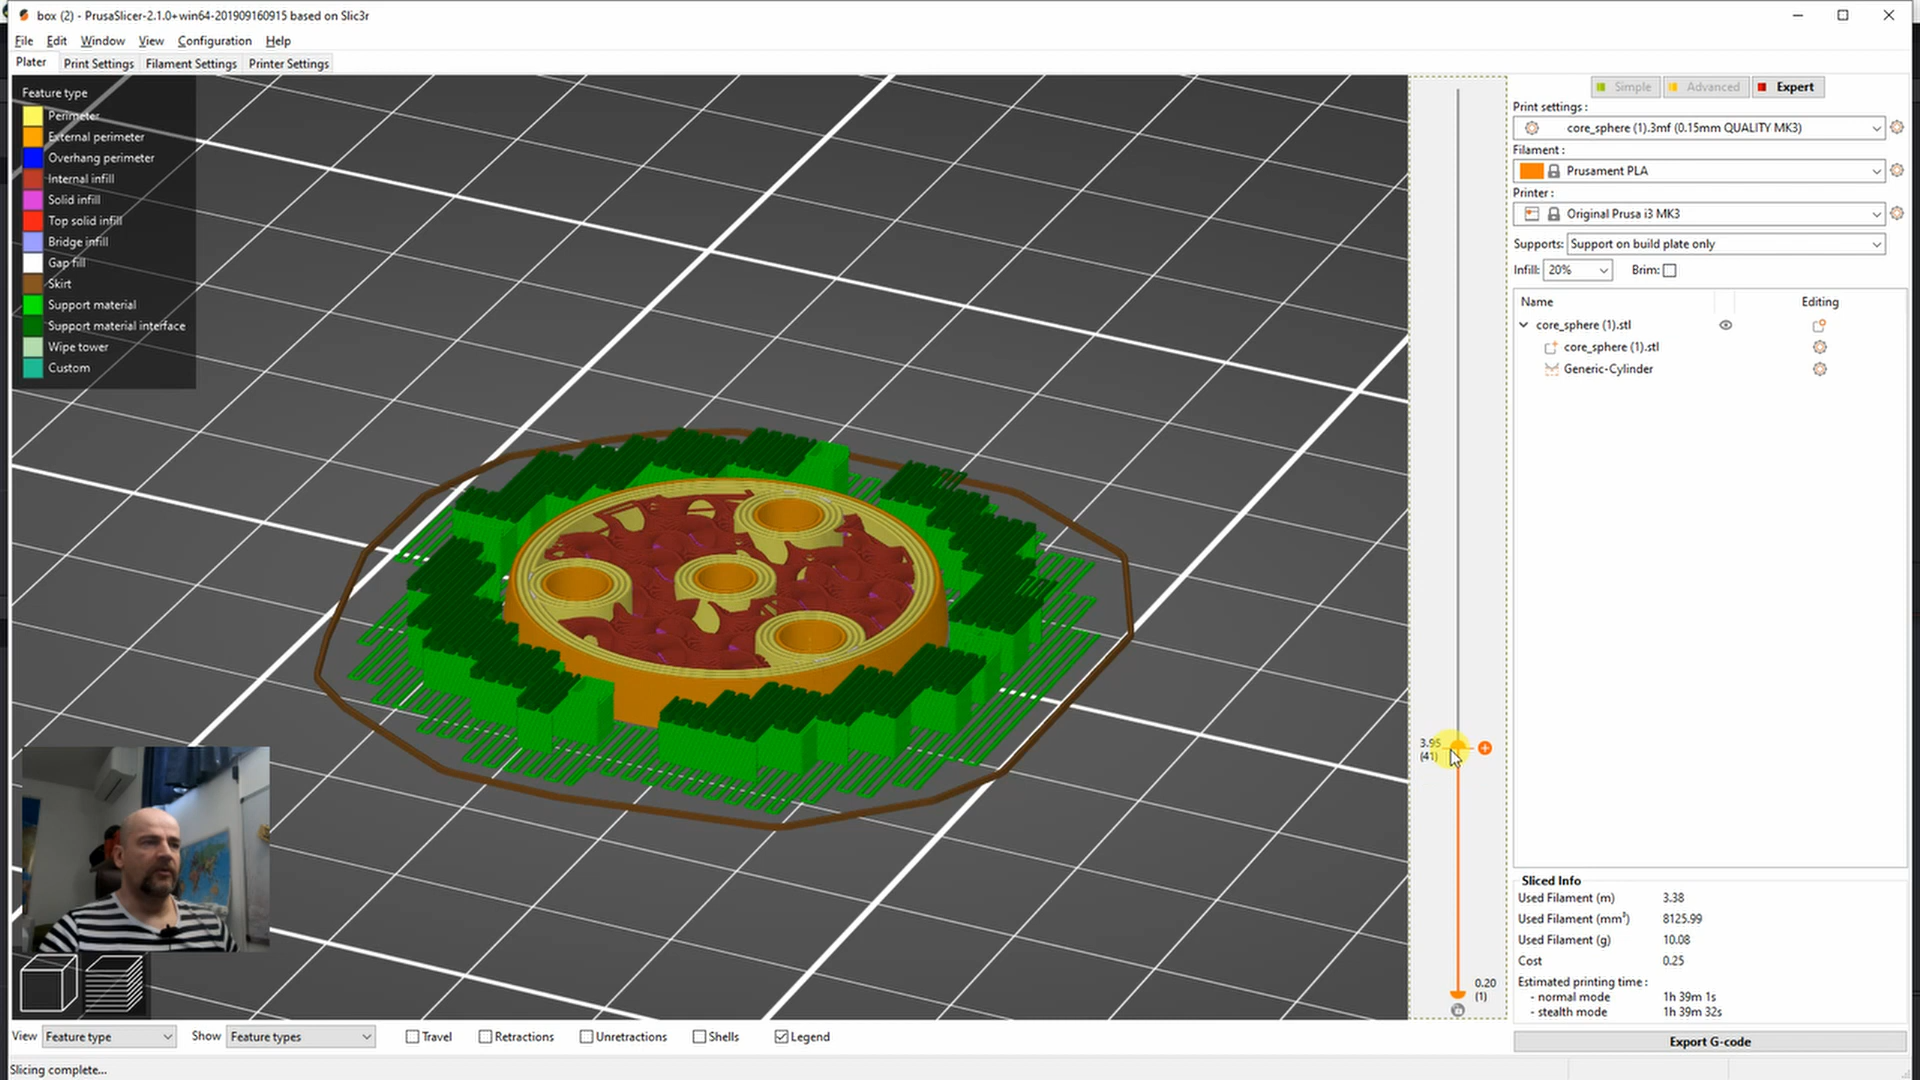 box (2) - PrusaSlicer-2.1.0+win64-201909160915 based on Slic3r
File Edit Window View Configuration Help
Plater Print Settings Filament Settings Printer Settings
Feature type
Perimeter
External perimeter
Overhang perimeter
Internal infill
Solid infill
Top solid infill
Bridge infill
Gap fill
Skirt
Support material
Support material interface
Wipe tower
Custom
3.95
(41)
0.20
(1)
Simple Advanced Expert
Print settings :
core_sphere (1).3mf (0.15mm QUALITY MK3)
Filament :
Prusament PLA
Printer :
Original Prusa i3 MK3
Supports: Support on build plate only
Infill: 20% Brim:
Name Editing
core_sphere (1).stl
core_sphere (1).stl
Generic-Cylinder
Sliced Info
Used Filament (m) 3.38
Used Filament (mm³) 8125.99
Used Filament (g) 10.08
Cost 0.25
Estimated printing time :
- normal mode 1h 39m 1s
- stealth mode 1h 39m 32s
Export G-code
View Feature type Show Feature types Travel Retractions Unretractions Shells Legend
Slicing complete...